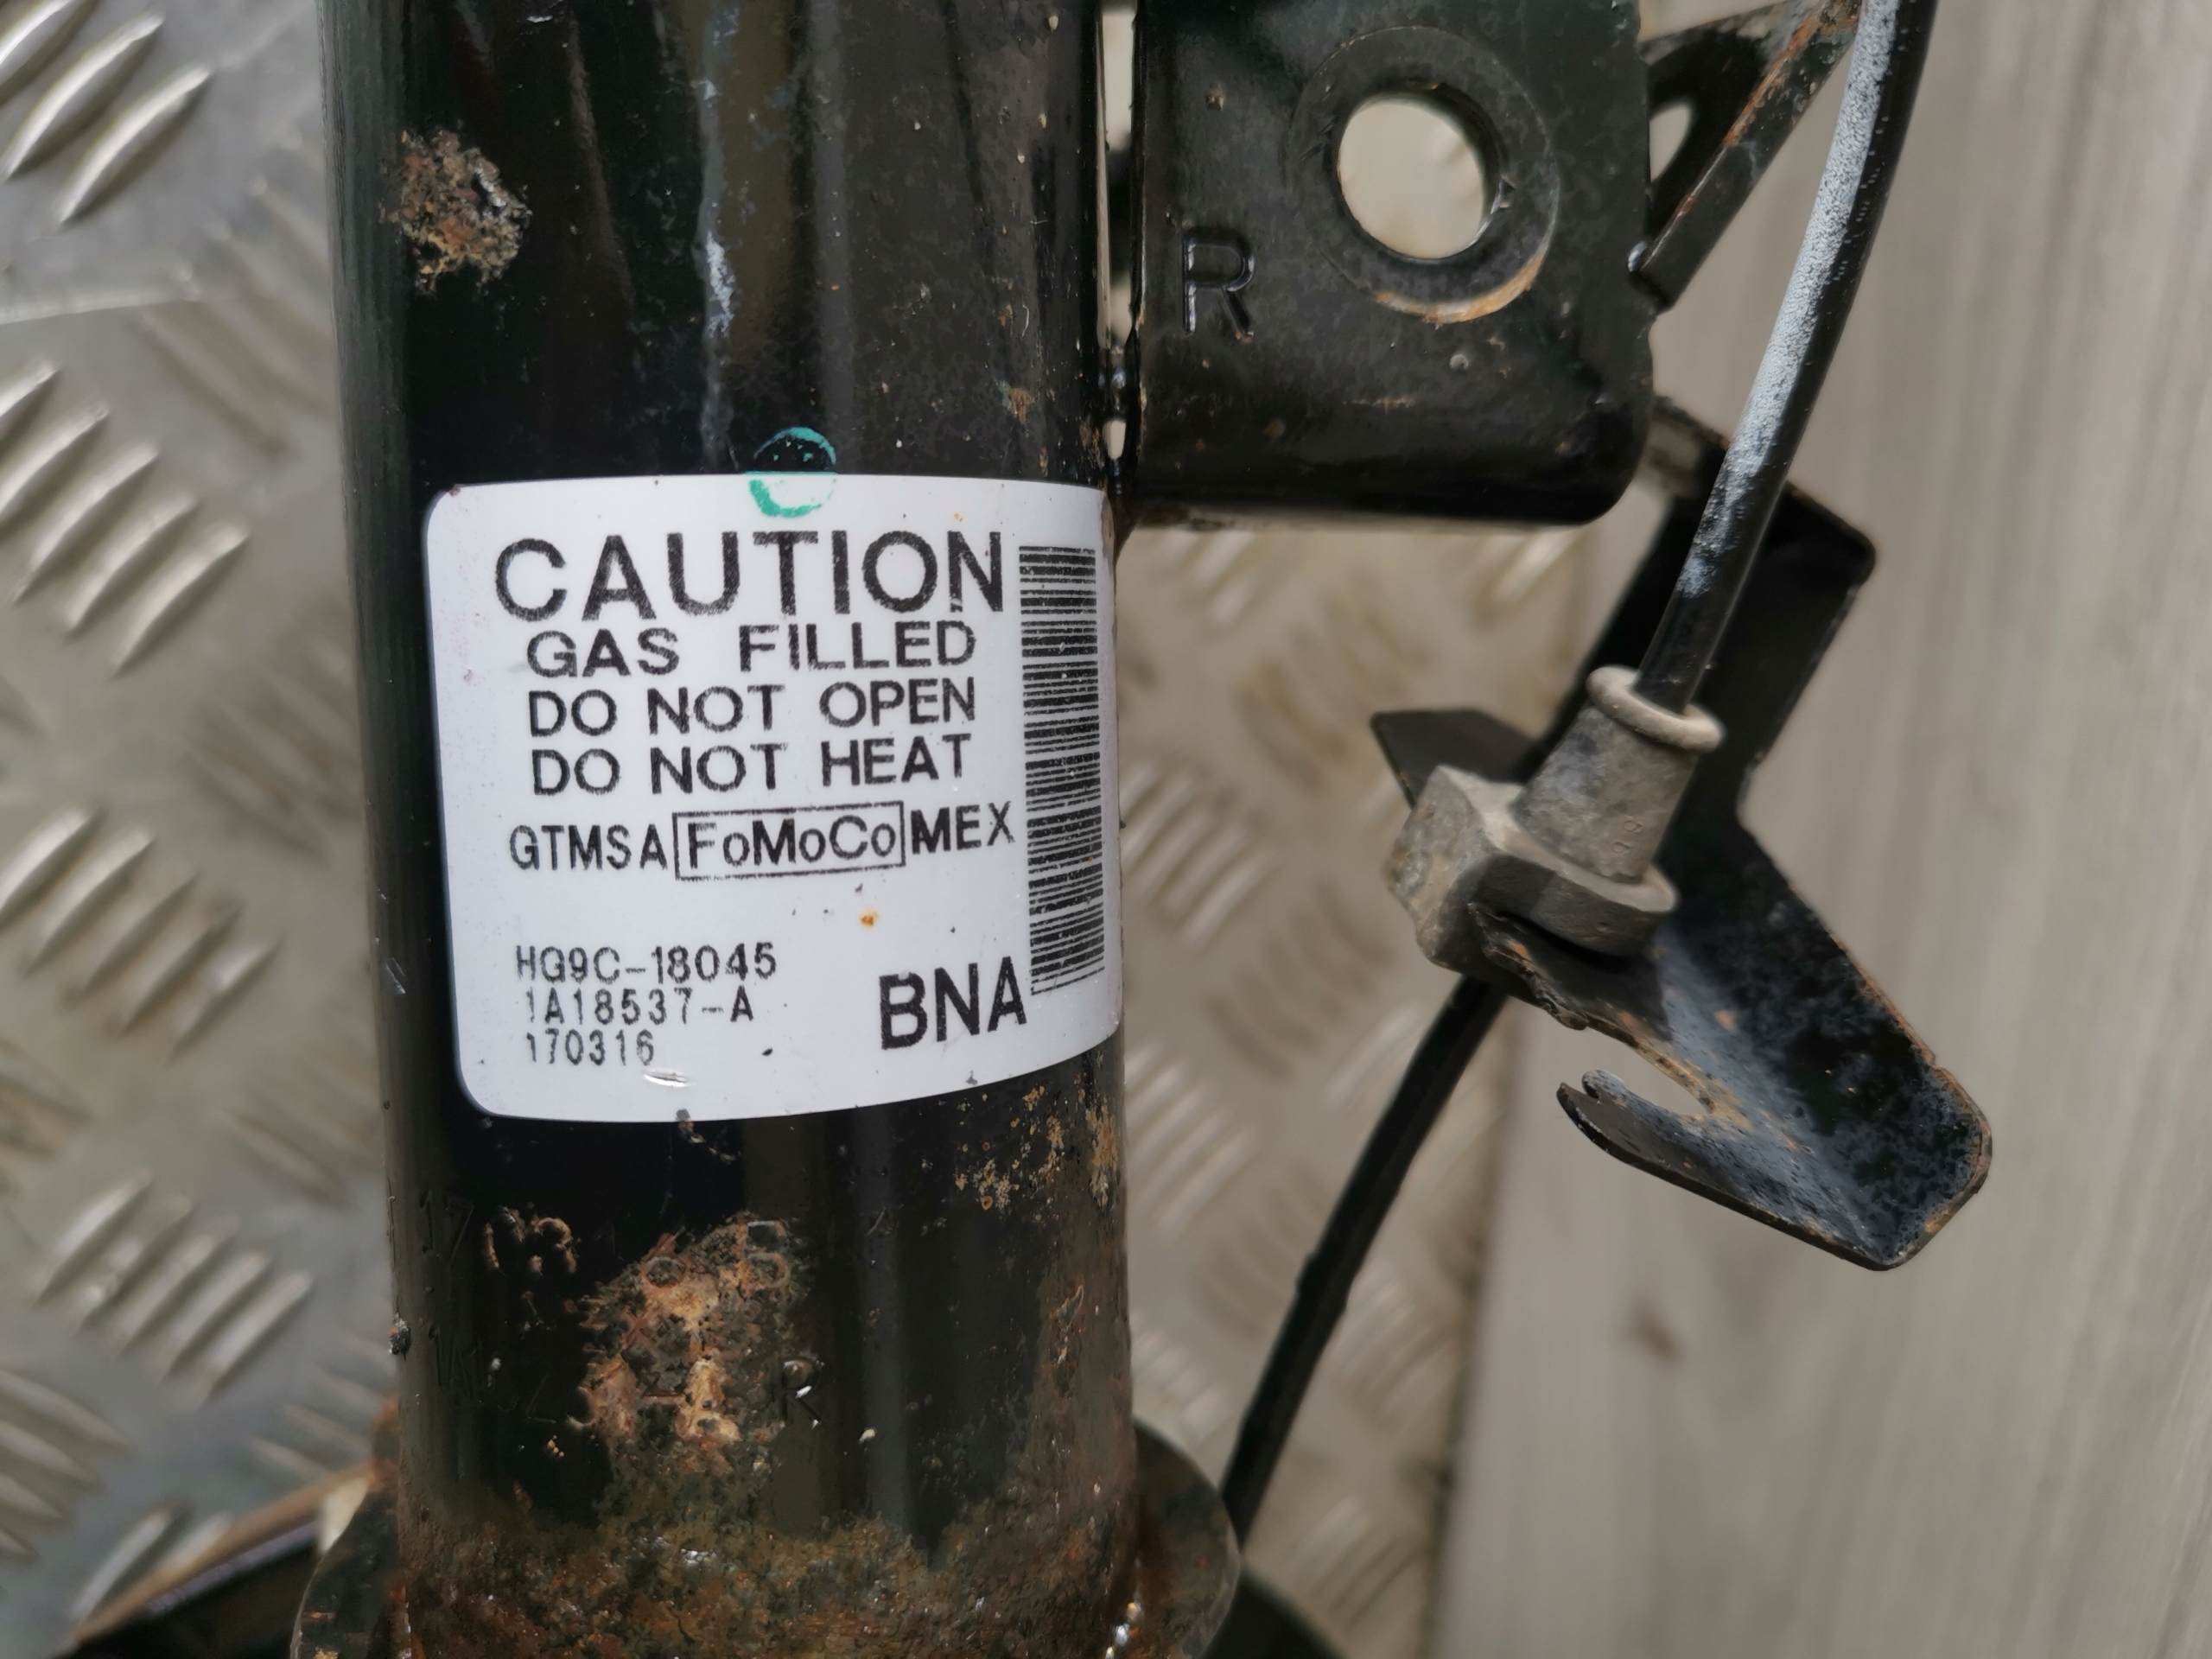 R
CAUTION
GAS FILLED
DO NOT OPEN
DO NOT HEAT
GTMSA FoMoCo MEX
HG9C-18045
1A18537-A
170316
BNA
R